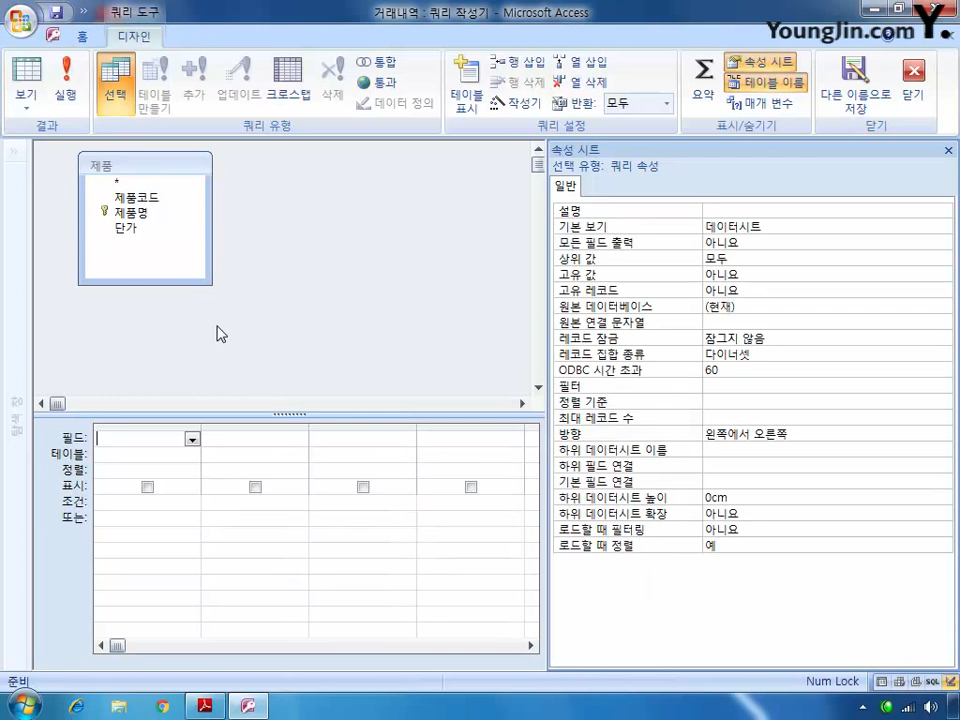 쿼리 도구
거래내역 : 쿼리 작성기 - Microsoft Access
YoungJin.com Y.
홈
디자인
보기
실행
결과
선택
테이블
만들기
추가
업데이트
크로스탭
삭제
통합
통과
데이터 정의
쿼리 유형
테이블
표시
행 삽입
행 삭제
작성기
열 삽입
열 삭제
반환: 모두
쿼리 설정
요약
속성 시트
테이블 이름
매개 변수
표시/숨기기
다른 이름으로
저장
닫기
닫기
제품
*
제품코드
제품명
단가
탐색 창
필드:
테이블:
정렬:
표시:
조건:
또는:
속성 시트
선택 유형: 쿼리 속성
일반
설명
기본 보기 데이터시트
모든 필드 출력 아니요
상위 값 모두
고유 값 아니요
고유 레코드 아니요
원본 데이터베이스 (현재)
원본 연결 문자열
레코드 잠금 잠그지 않음
레코드 집합 종류 다이너셋
ODBC 시간 초과 60
필터
정렬 기준
최대 레코드 수
방향 왼쪽에서 오른쪽
하위 데이터시트 이름
하위 필드 연결
기본 필드 연결
하위 데이터시트 높이 0cm
하위 데이터시트 확장 아니요
로드할 때 필터링 아니요
로드할 때 정렬 예
준비
Num Lock
SQL